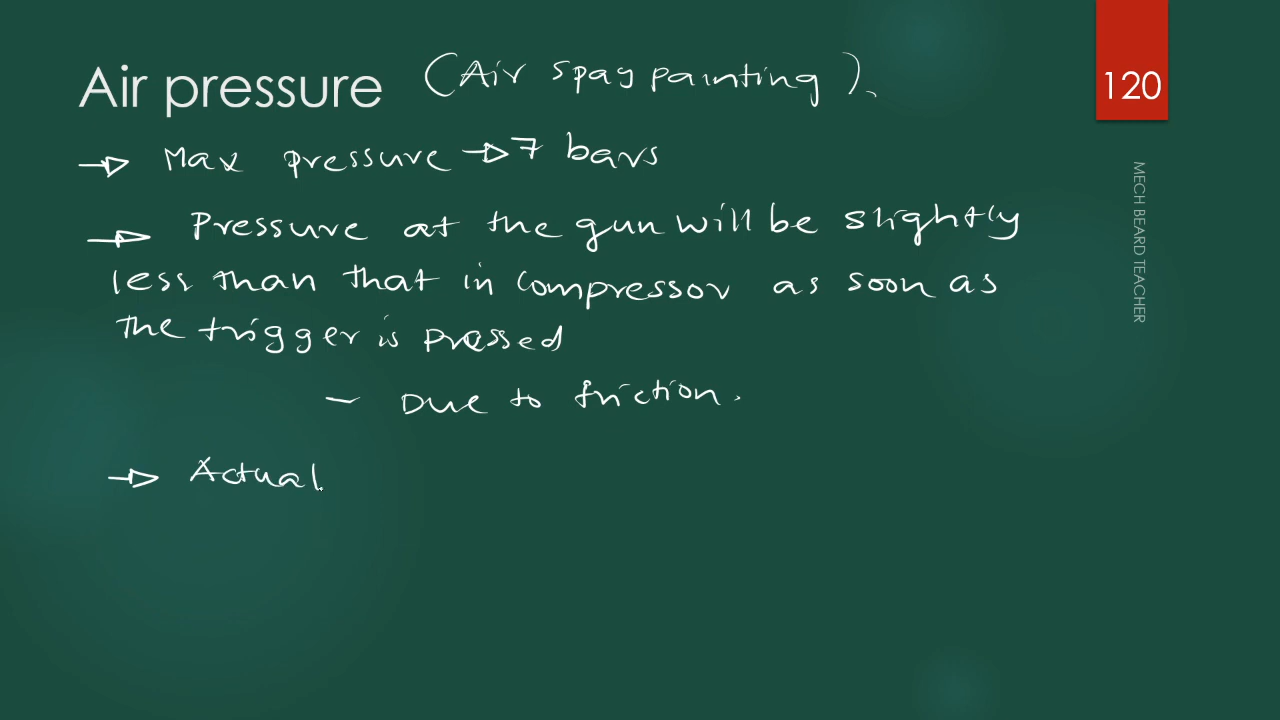 Air pressure (Air spay painting).
120
→ Max pressure → 7 bars
→ Pressure at the gun will be slightly
less than that in compressor as soon as
the trigger is pressed
- Due to friction.
→ Actual
MECH BEARD TEACHER